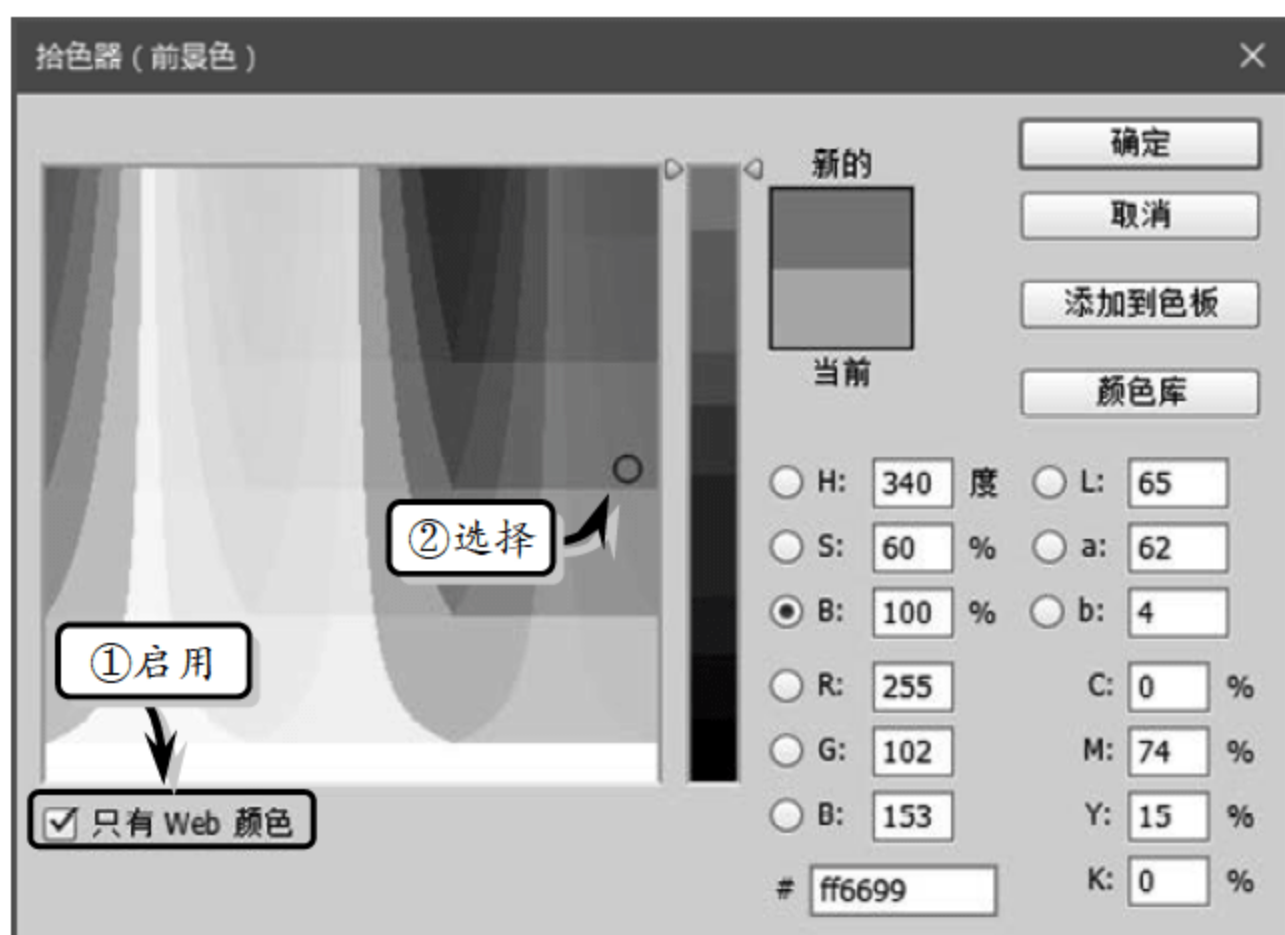 拾色器（前景色）
新的
当前
确定
取消
添加到色板
颜色库
②选择
①启用
只有 Web 颜色
H: 340 度
S: 60 %
B: 100 %
R: 255
G: 102
B: 153
# ff6699
L: 65
a: 62
b: 4
C: 0 %
M: 74 %
Y: 15 %
K: 0 %